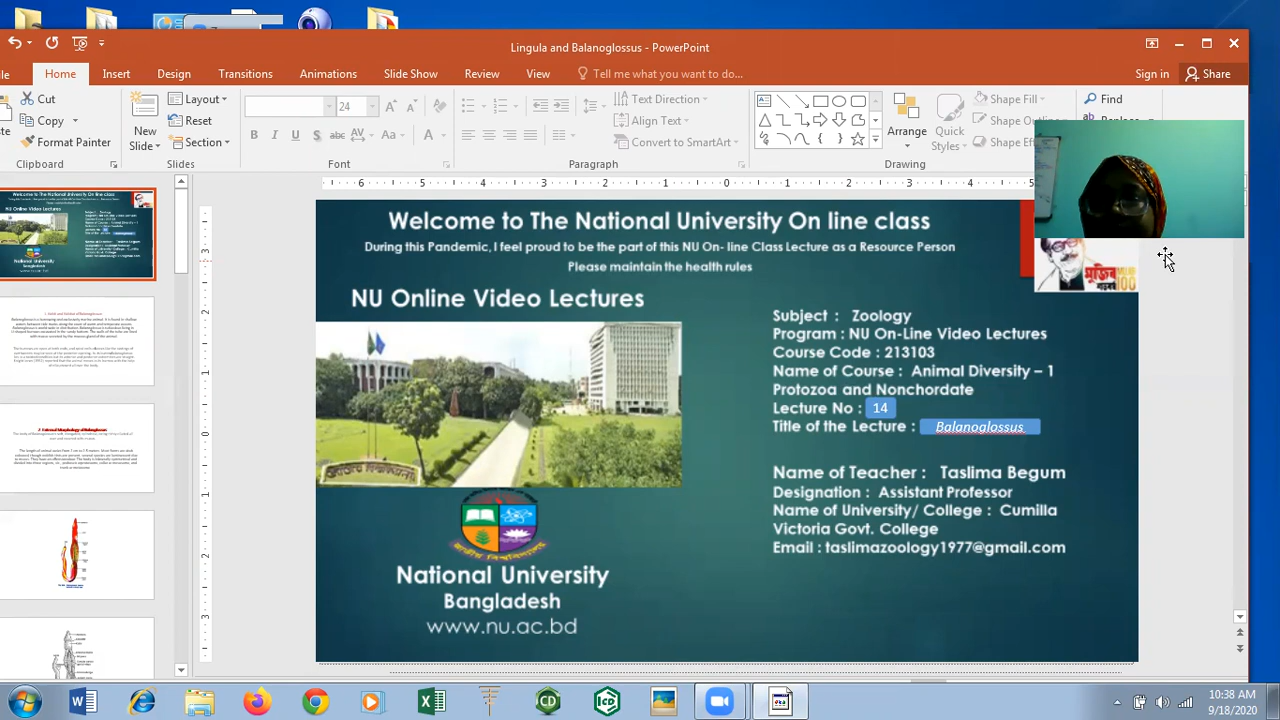 Lingula and Balanoglossus - PowerPoint
Home Insert Design Transitions Animations Slide Show Review View Tell me what you want to do... Sign in Share
Cut
Copy
Format Painter
Clipboard
New Slide
Layout
Reset
Section
Slides
24
Font
Text Direction
Align Text
Convert to SmartArt
Paragraph
Arrange
Quick Styles
Shape Fill
Drawing
Find
Welcome to The National University On line class
During this Pandemic, I feel proud to be the part of this NU On- line Class Lecture as a Resource Person
Please maintain the health rules
NU Online Video Lectures
Subject : Zoology
Program : NU On-Line Video Lectures
Course Code : 213103
Name of Course : Animal Diversity – 1
Protozoa and Nonchordate
Lecture No : 14
Title of the Lecture : Balanoglossus
Name of Teacher : Taslima Begum
Designation : Assistant Professor
Name of University/ College : Cumilla
Victoria Govt. College
Email : taslimazoology1977@gmail.com
National University
Bangladesh
www.nu.ac.bd
10:38 AM
9/18/2020